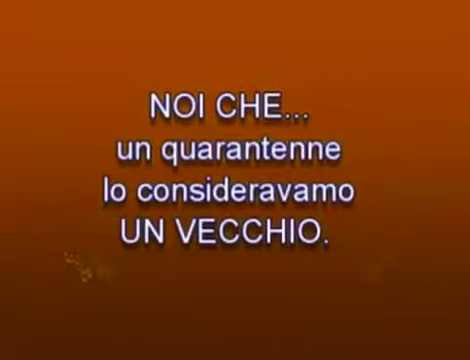 NOI CHE...
un quarantenne
lo consideravamo
UN VECCHIO.